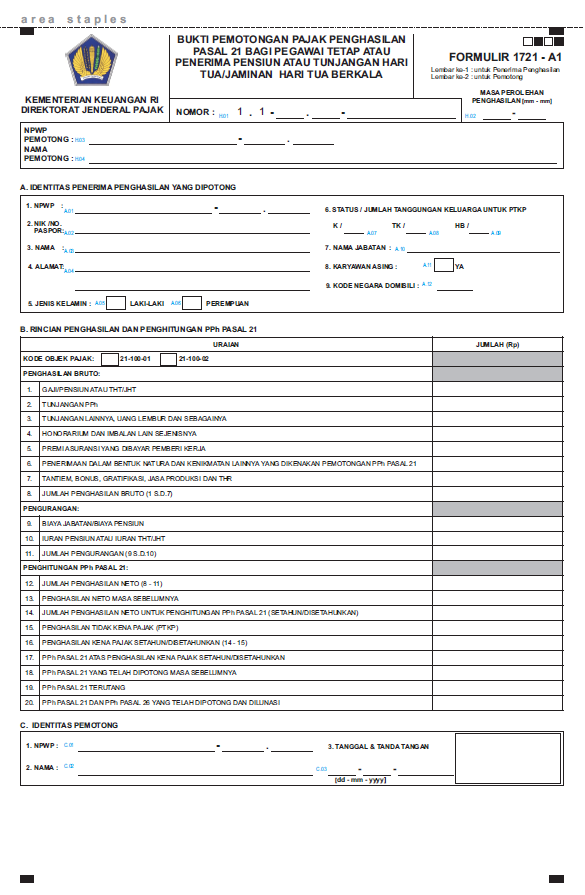 area staples
BUKTI PEMOTONGAN PAJAK PENGHASILAN
PASAL 21 BAGI PEGAWAI TETAP ATAU
PENERIMA PENSIUN ATAU TUNJANGAN HARI
TUA/JAMINAN HARI TUA BERKALA
FORMULIR 1721 - A1
Lembar ke-1 : untuk Penerima Penghasilan
Lembar ke-2 : untuk Pemotong
KEMENTERIAN KEUANGAN RI
DIREKTORAT JENDERAL PAJAK
MASA PEROLEHAN
PENGHASILAN [mm - mm]
NOMOR : H.01 1 . 1 - . -
H.02 -
NPWP
PEMOTONG : H.03 - .
NAMA
PEMOTONG : H.04
A. IDENTITAS PENERIMA PENGHASILAN YANG DIPOTONG
1. NPWP : A.01 - .
2. NIK /NO.
PASPOR: A.02
3. NAMA : A.03
4. ALAMAT: A.04
5. JENIS KELAMIN : A.05 LAKI-LAKI A.06 PEREMPUAN
6. STATUS / JUMLAH TANGGUNGAN KELUARGA UNTUK PTKP
K / A.07 TK / A.08 HB / A.09
7. NAMA JABATAN : A.10
8. KARYAWAN ASING : A.11 YA
9. KODE NEGARA DOMISILI : A.12
B. RINCIAN PENGHASILAN DAN PENGHITUNGAN PPh PASAL 21
URAIAN JUMLAH (Rp)
KODE OBJEK PAJAK: 21-100-01 21-100-02
PENGHASILAN BRUTO:
1. GAJI/PENSIUN ATAU THT/JHT
2. TUNJANGAN PPh
3. TUNJANGAN LAINNYA, UANG LEMBUR DAN SEBAGAINYA
4. HONORARIUM DAN IMBALAN LAIN SEJENISNYA
5. PREMI ASURANSI YANG DIBAYAR PEMBERI KERJA
6. PENERIMAAN DALAM BENTUK NATURA DAN KENIKMATAN LAINNYA YANG DIKENAKAN PEMOTONGAN PPh PASAL 21
7. TANTIEM, BONUS, GRATIFIKASI, JASA PRODUKSI DAN THR
8. JUMLAH PENGHASILAN BRUTO (1 S.D.7)
PENGURANGAN:
9. BIAYA JABATAN/BIAYA PENSIUN
10. IURAN PENSIUN ATAU IURAN THT/JHT
11. JUMLAH PENGURANGAN (9 S.D.10)
PENGHITUNGAN PPh PASAL 21:
12. JUMLAH PENGHASILAN NETO (8 - 11)
13. PENGHASILAN NETO MASA SEBELUMNYA
14. JUMLAH PENGHASILAN NETO UNTUK PENGHITUNGAN PPh PASAL 21 (SETAHUN/DISETAHUNKAN)
15. PENGHASILAN TIDAK KENA PAJAK (PTKP)
16. PENGHASILAN KENA PAJAK SETAHUN/DISETAHUNKAN (14 - 15)
17. PPh PASAL 21 ATAS PENGHASILAN KENA PAJAK SETAHUN/DISETAHUNKAN
18. PPh PASAL 21 YANG TELAH DIPOTONG MASA SEBELUMNYA
19. PPh PASAL 21 TERUTANG
20. PPh PASAL 21 DAN PPh PASAL 26 YANG TELAH DIPOTONG DAN DILUNASI
C. IDENTITAS PEMOTONG
1. NPWP : C.01 - . 3. TANGGAL & TANDA TANGAN
2. NAMA : C.02 C.03 - -
[dd - mm - yyyy]